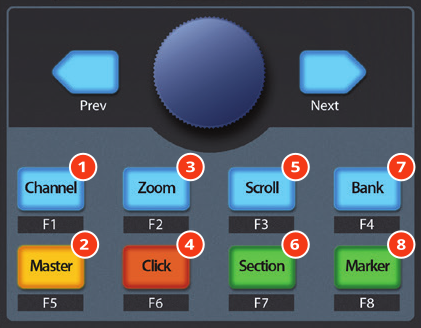 Prev Next
1 3 5 7
Channel Zoom Scroll Bank
F1 F2 F3 F4
2 4 6 8
Master Click Section Marker
F5 F6 F7 F8